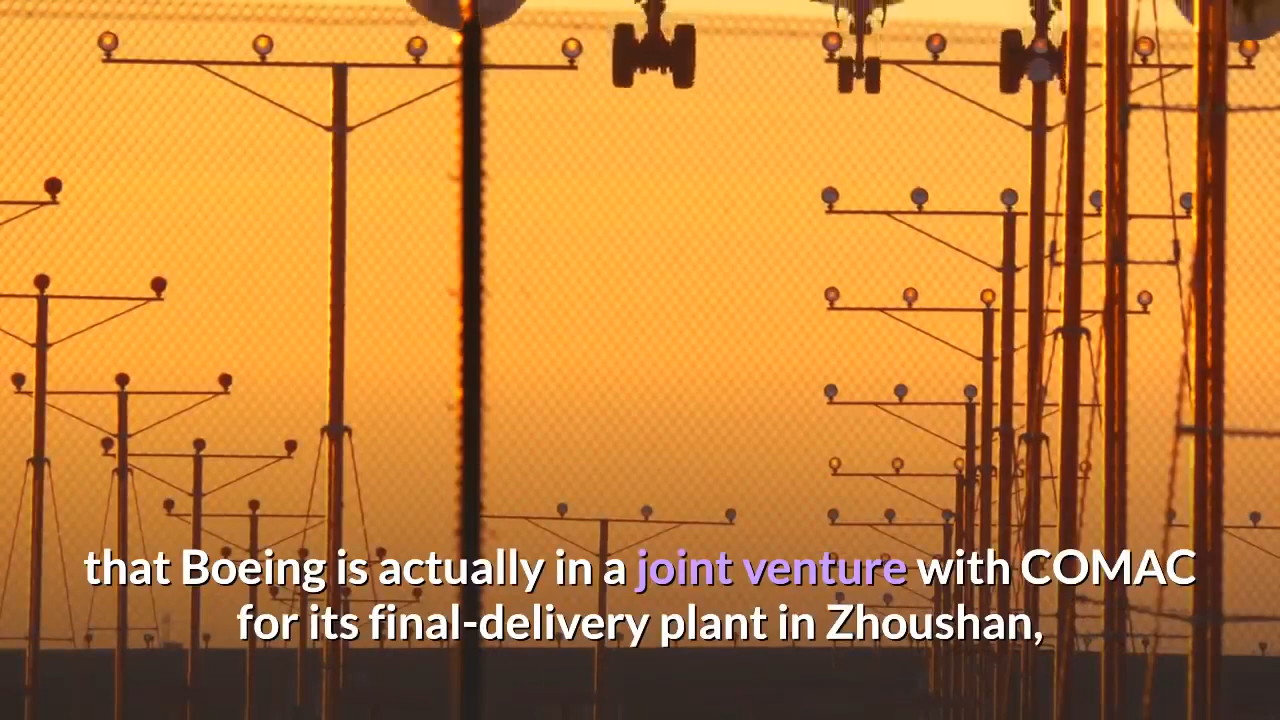 that Boeing is actually in a joint venture with COMAC
for its final-delivery plant in Zhoushan,